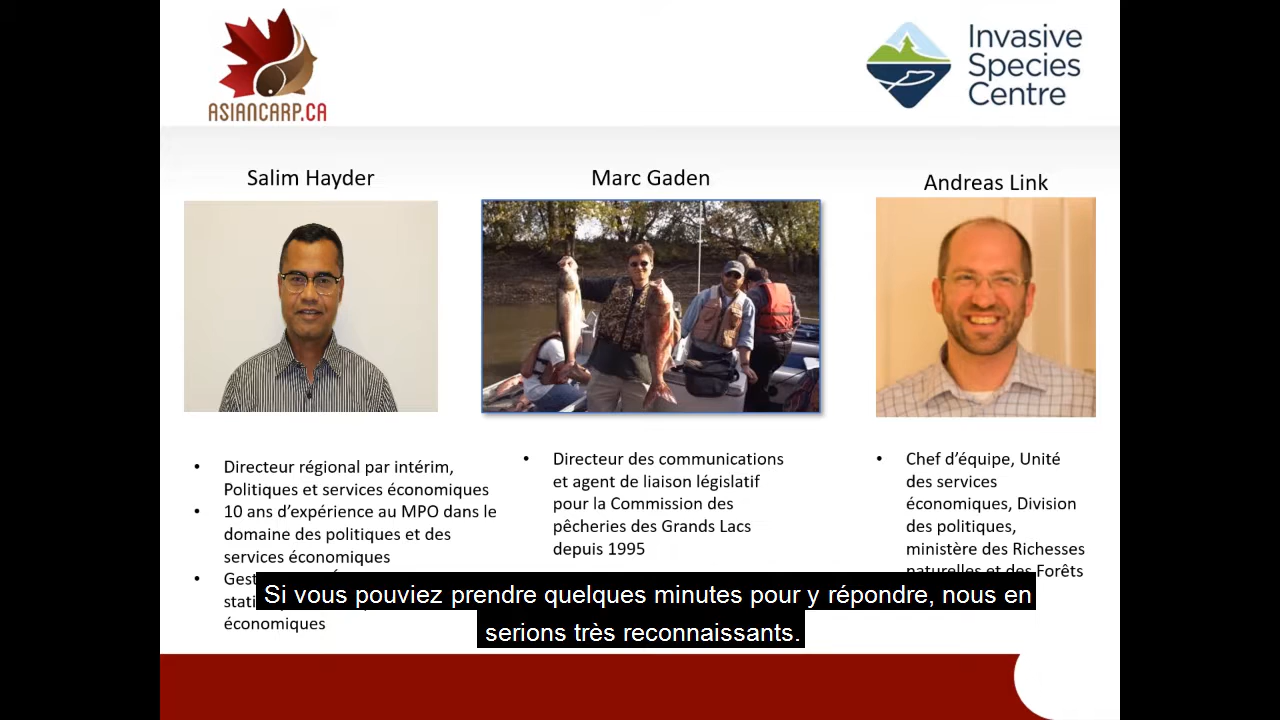 ASIANCARP.CA
Invasive
Species
Centre
Salim Hayder
Marc Gaden
Andreas Link
• Directeur régional par intérim,
Politiques et services économiques
• 10 ans d'expérience au MPO dans le
domaine des politiques et des
services économiques
•
économiques
• Directeur des communications
et agent de liaison législatif
pour la Commission des
pêcheries des Grands Lacs
depuis 1995
• Chef d'équipe, Unité
des services
économiques, Division
des politiques,
ministère des Richesses
naturelles et des Forêts
Si vous pouviez prendre quelques minutes pour y répondre, nous en
serions très reconnaissants.